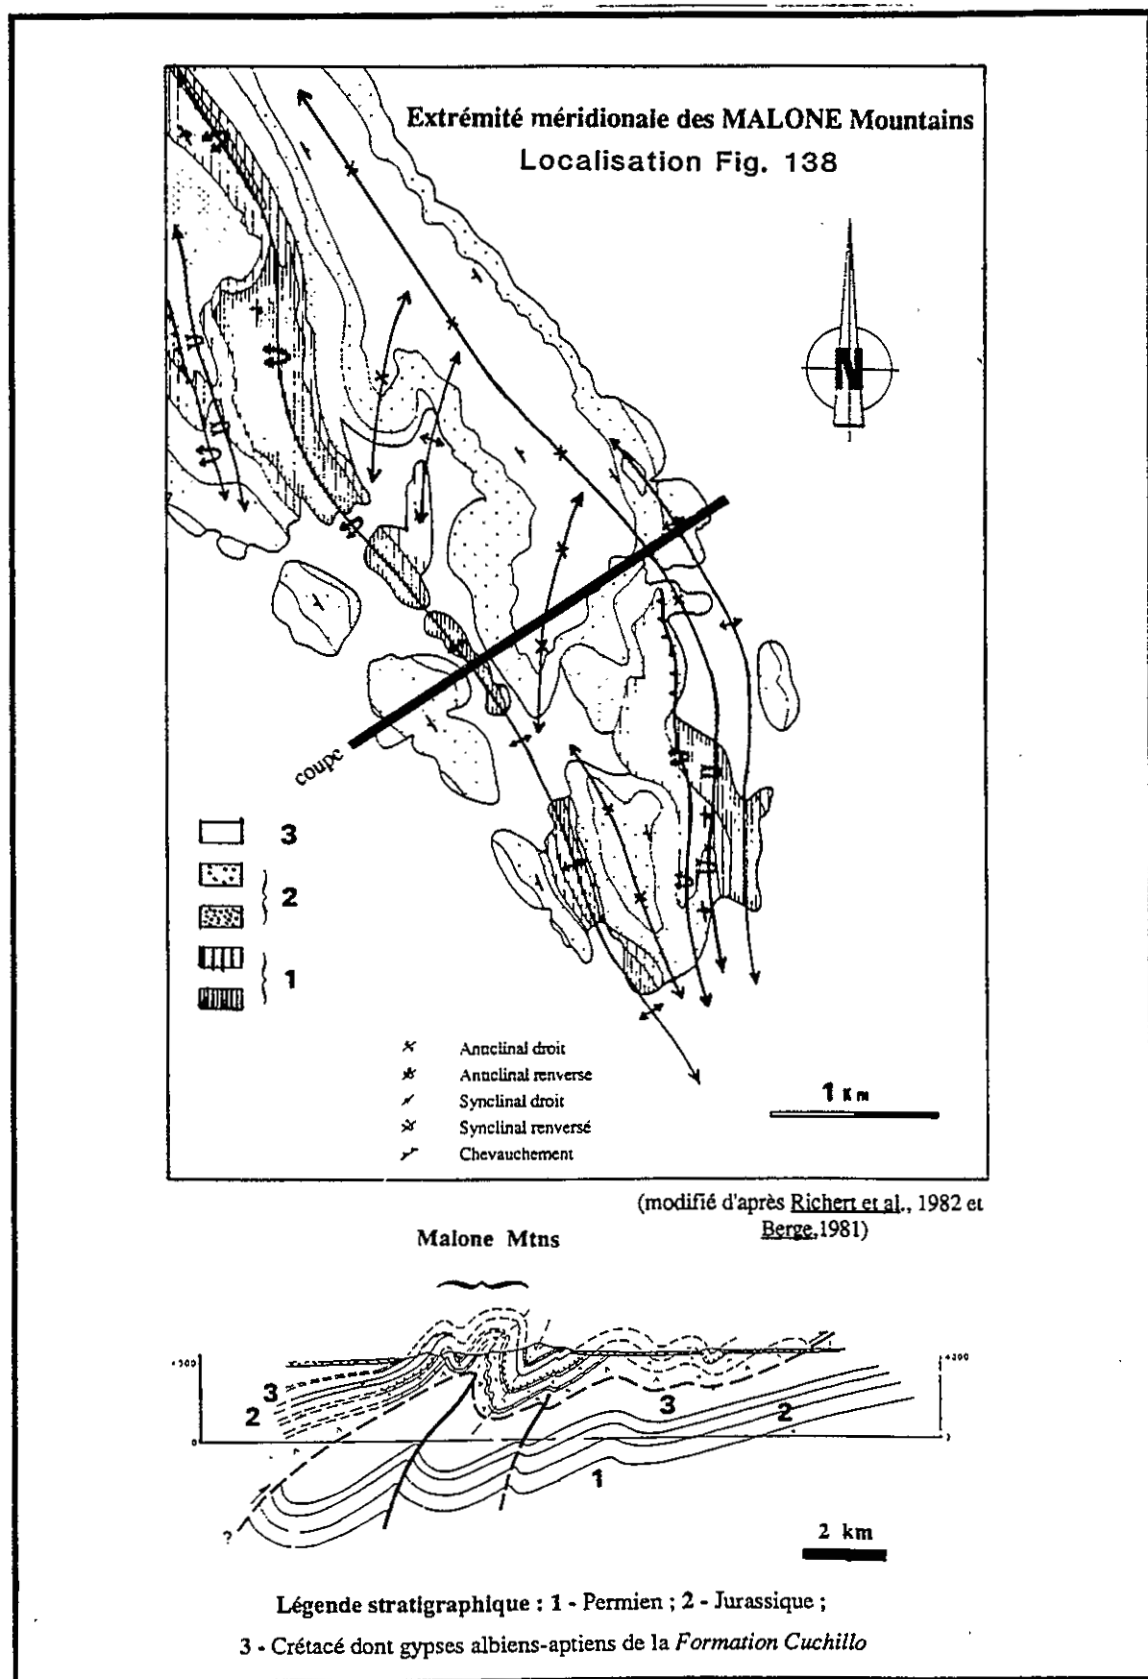 Extrémité méridionale des MALONE Mountains
Localisation Fig. 138
N
coupe
3
2
1
Anticlinal droit
Anticlinal renverse
Synclinal droit
Synclinal renversé
Chevauchement
1 Km
(modifié d'après Richert et al., 1982 et
Berge, 1981)
Malone Mtns
3
2
0
3
2
1
?
2 km
Légende stratigraphique : 1 - Permien ; 2 - Jurassique ;
3 - Crétacé dont gypses albiens-aptiens de la Formation Cuchillo